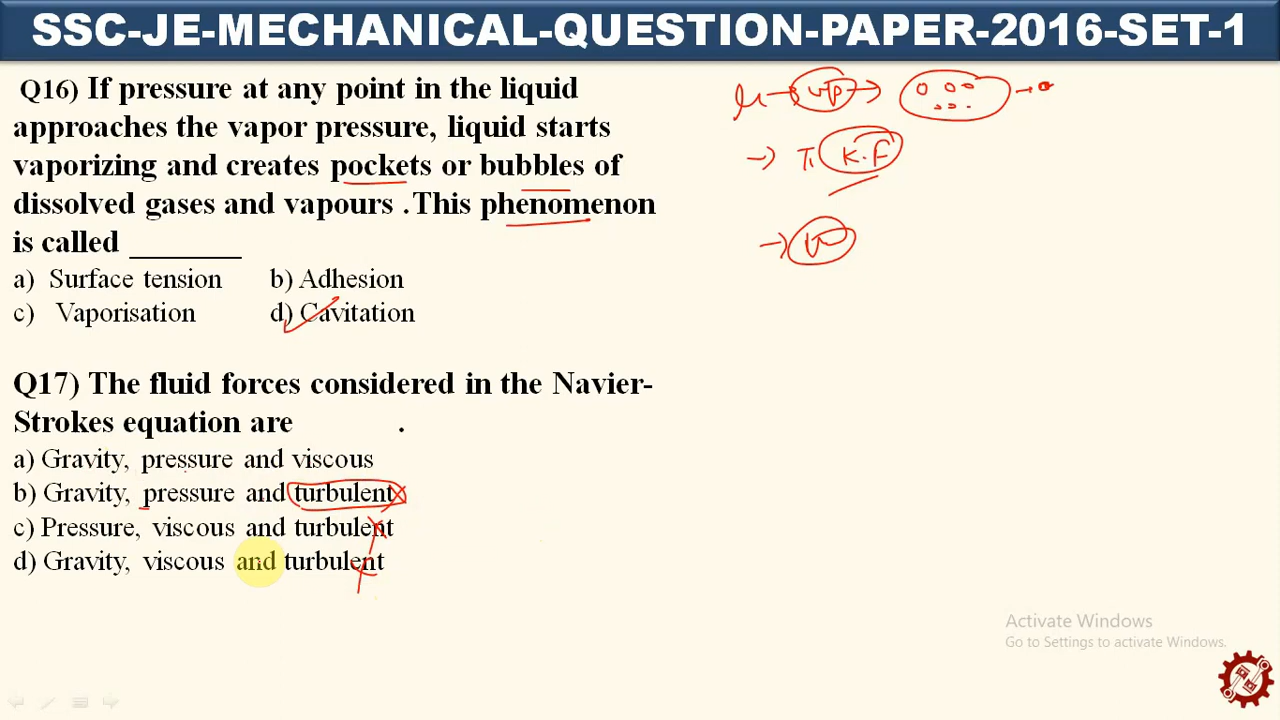 SSC-JE-MECHANICAL-QUESTION-PAPER-2016-SET-1
Q16) If pressure at any point in the liquid
approaches the vapor pressure, liquid starts
vaporizing and creates pockets or bubbles of
dissolved gases and vapours .This phenomenon
is called ________
a) Surface tension b) Adhesion
c) Vaporisation d) Cavitation
Q17) The fluid forces considered in the Navier-
Strokes equation are .
a) Gravity, pressure and viscous
b) Gravity, pressure and turbulent
c) Pressure, viscous and turbulent
d) Gravity, viscous and turbulent
K.F
Activate Windows
Go to Settings to activate Windows.